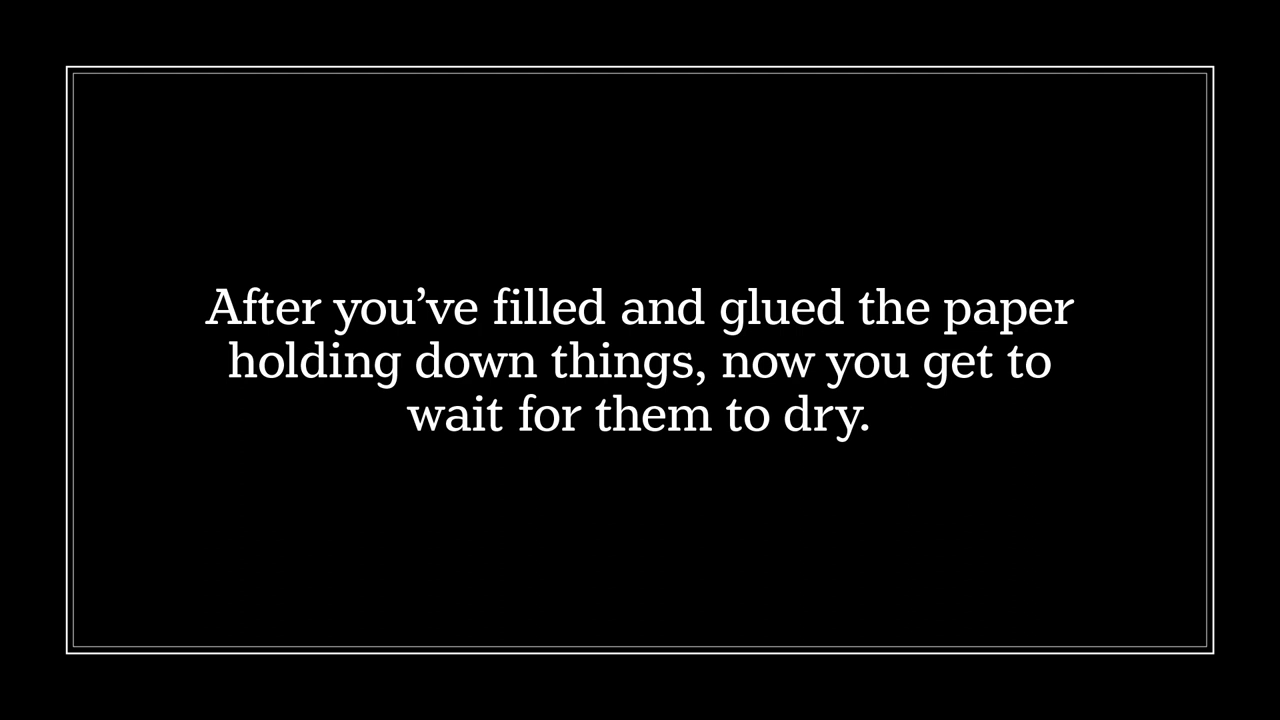 After you’ve filled and glued the paper
holding down things, now you get to
wait for them to dry.